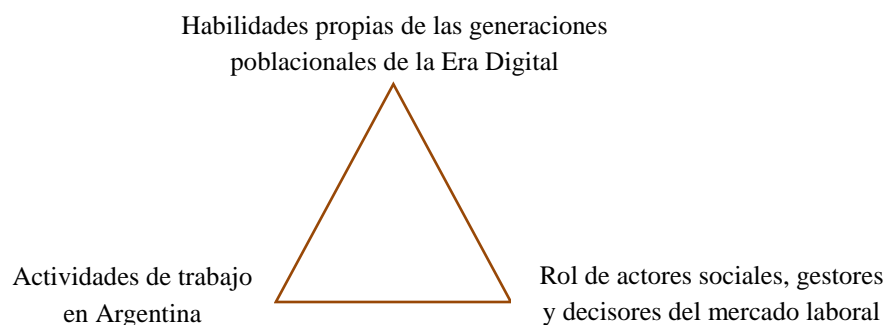 Habilidades propias de las generaciones
poblacionales de la Era Digital
Actividades de trabajo
en Argentina
Rol de actores sociales, gestores
y decisores del mercado laboral